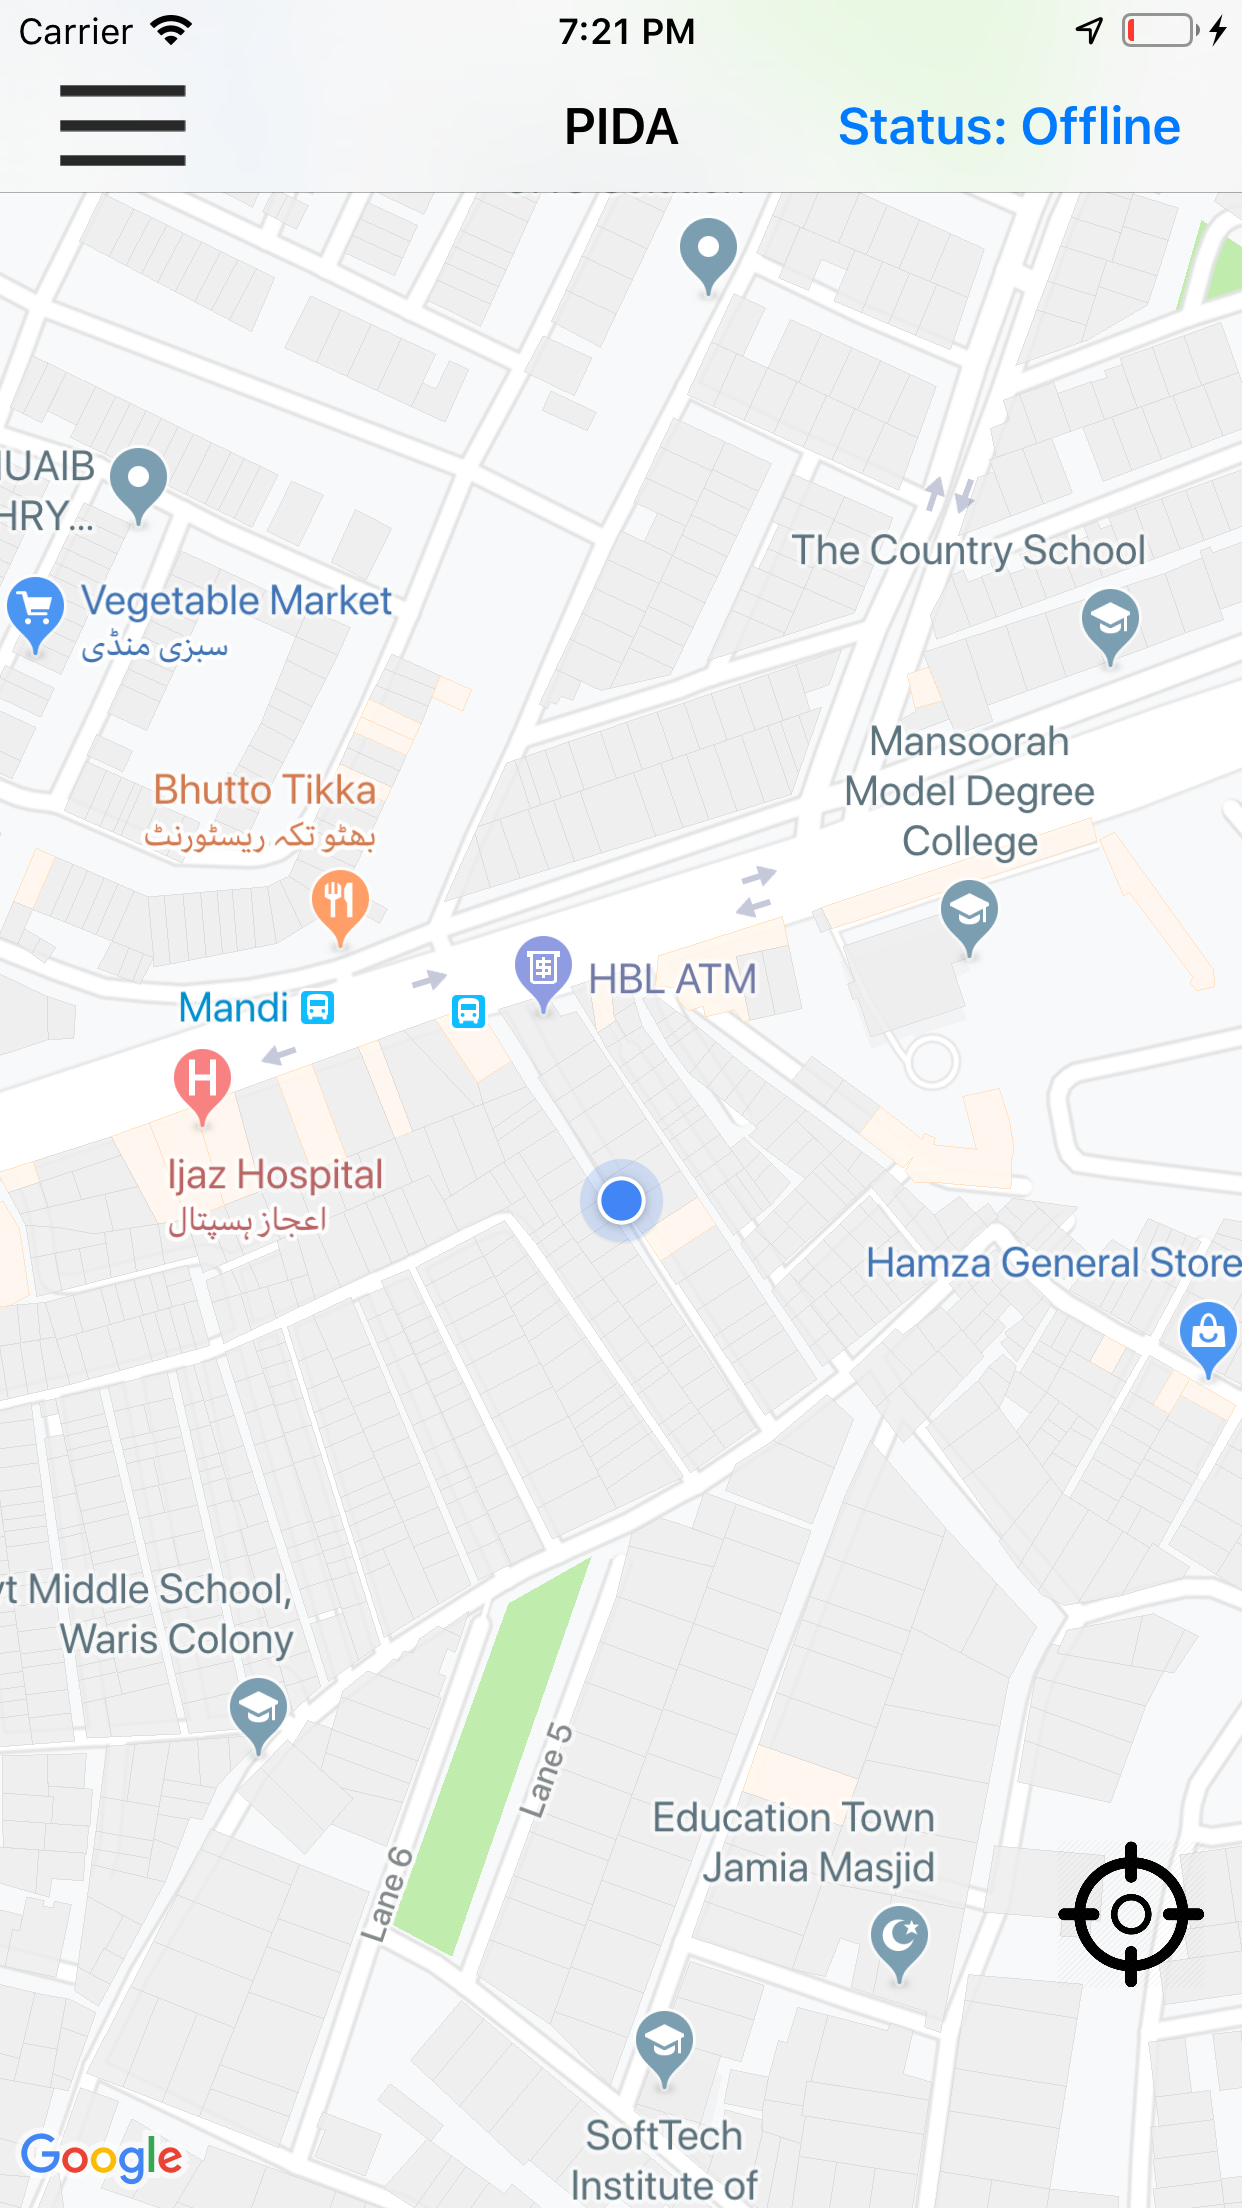 Carrier
7:21 PM
PIDA
Status: Offline
HRY...
The Country School
Vegetable Market
سبزی منڈی
Mansoorah
Model Degree
College
Bhutto Tikka
بھٹو تکہ ریسٹورنٹ
HBL ATM
Mandi
Ijaz Hospital
اعجاز ہسپتال
Hamza General Store
Middle School,
Waris Colony
Lane 5
Lane 6
Education Town
Jamia Masjid
SoftTech
Institute of
Google